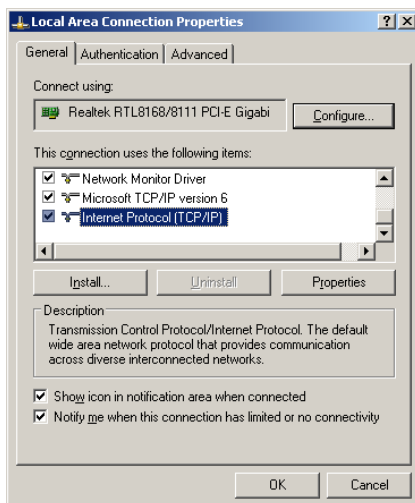 Local Area Connection Properties
General
Authentication
Advanced
Connect using:
Realtek RTL8168/8111 PCI-E Gigabi
Configure...
This connection uses the following items:
Network Monitor Driver
Microsoft TCP/IP version 6
Internet Protocol (TCP/IP)
Install...
Uninstall
Properties
Description
Transmission Control Protocol/Internet Protocol. The default
wide area network protocol that provides communication
across diverse interconnected networks.
Show icon in notification area when connected
Notify me when this connection has limited or no connectivity
OK
Cancel